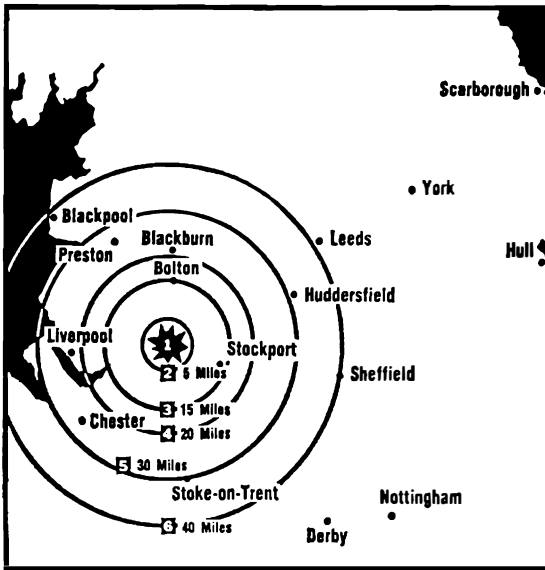 Scarborough
York
Blackpool
Preston
Blackburn
Leeds
Hull
Bolton
Huddersfield
Liverpool
1
Stockport
2 5 Miles
Sheffield
Chester
3 15 Miles
4 20 Miles
5 30 Miles
Stoke-on-Trent
Nottingham
6 40 Miles
Derby